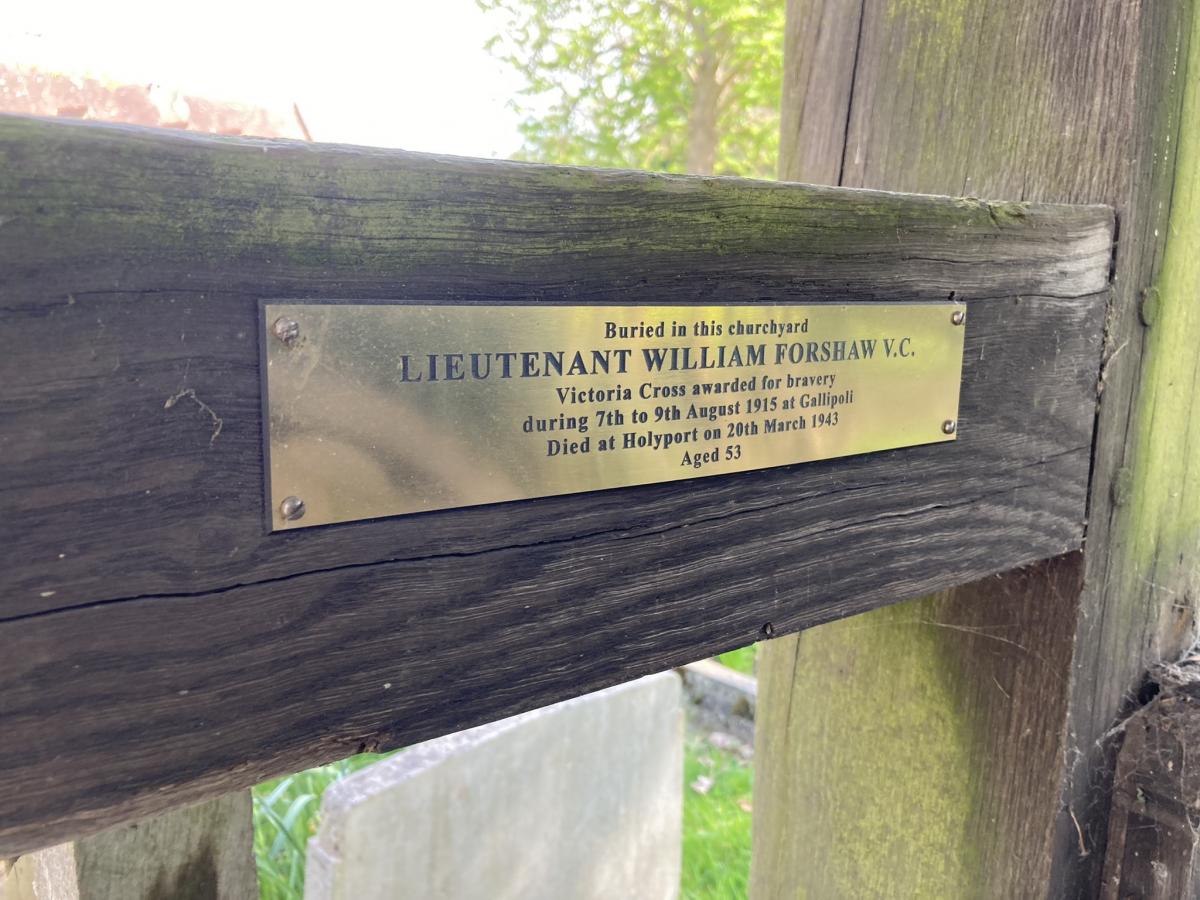 Buried in this churchyard
LIEUTENANT WILLIAM FORSHAW V.C.
Victoria Cross awarded for bravery
during 7th to 9th August 1915 at Gallipoli
Died at Holyport on 20th March 1943
Aged 53